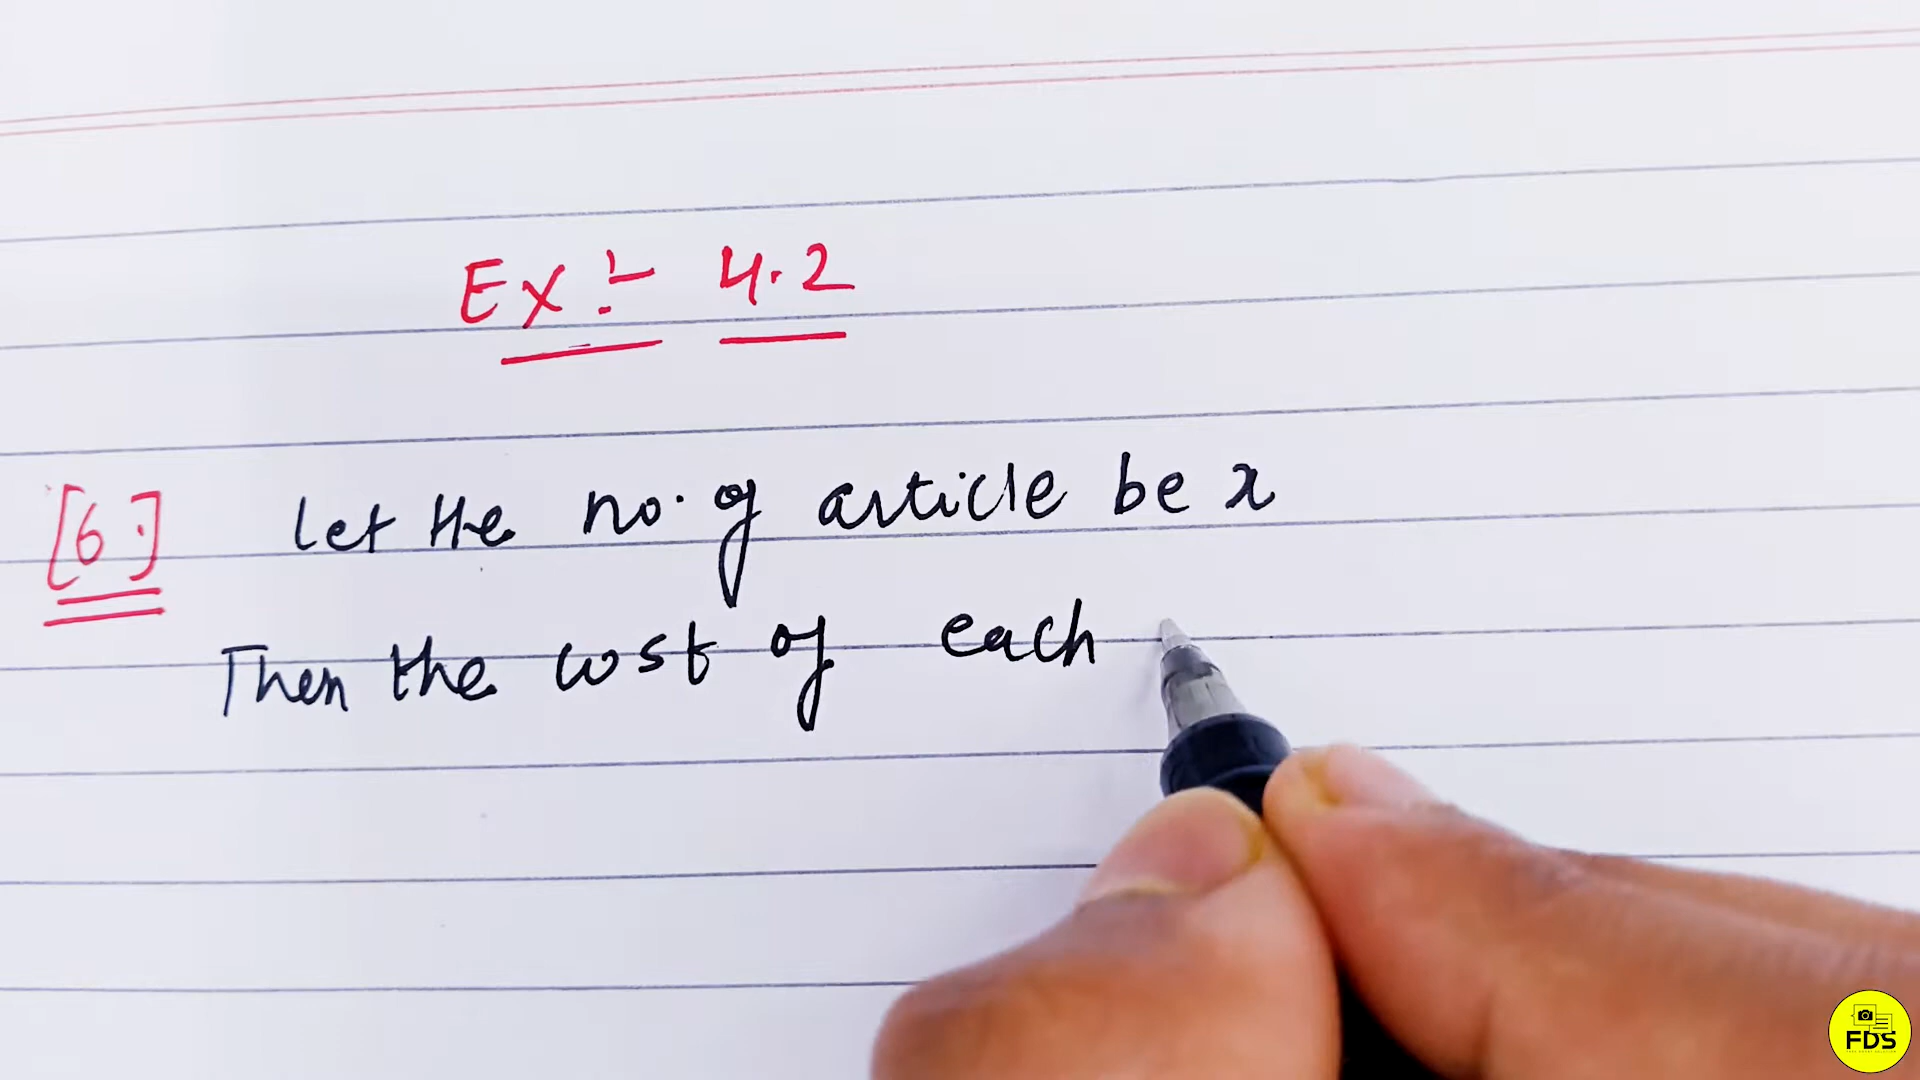 Ex:- 4.2
[6.] Let the no. of article be x
Then the cost of each
FDS